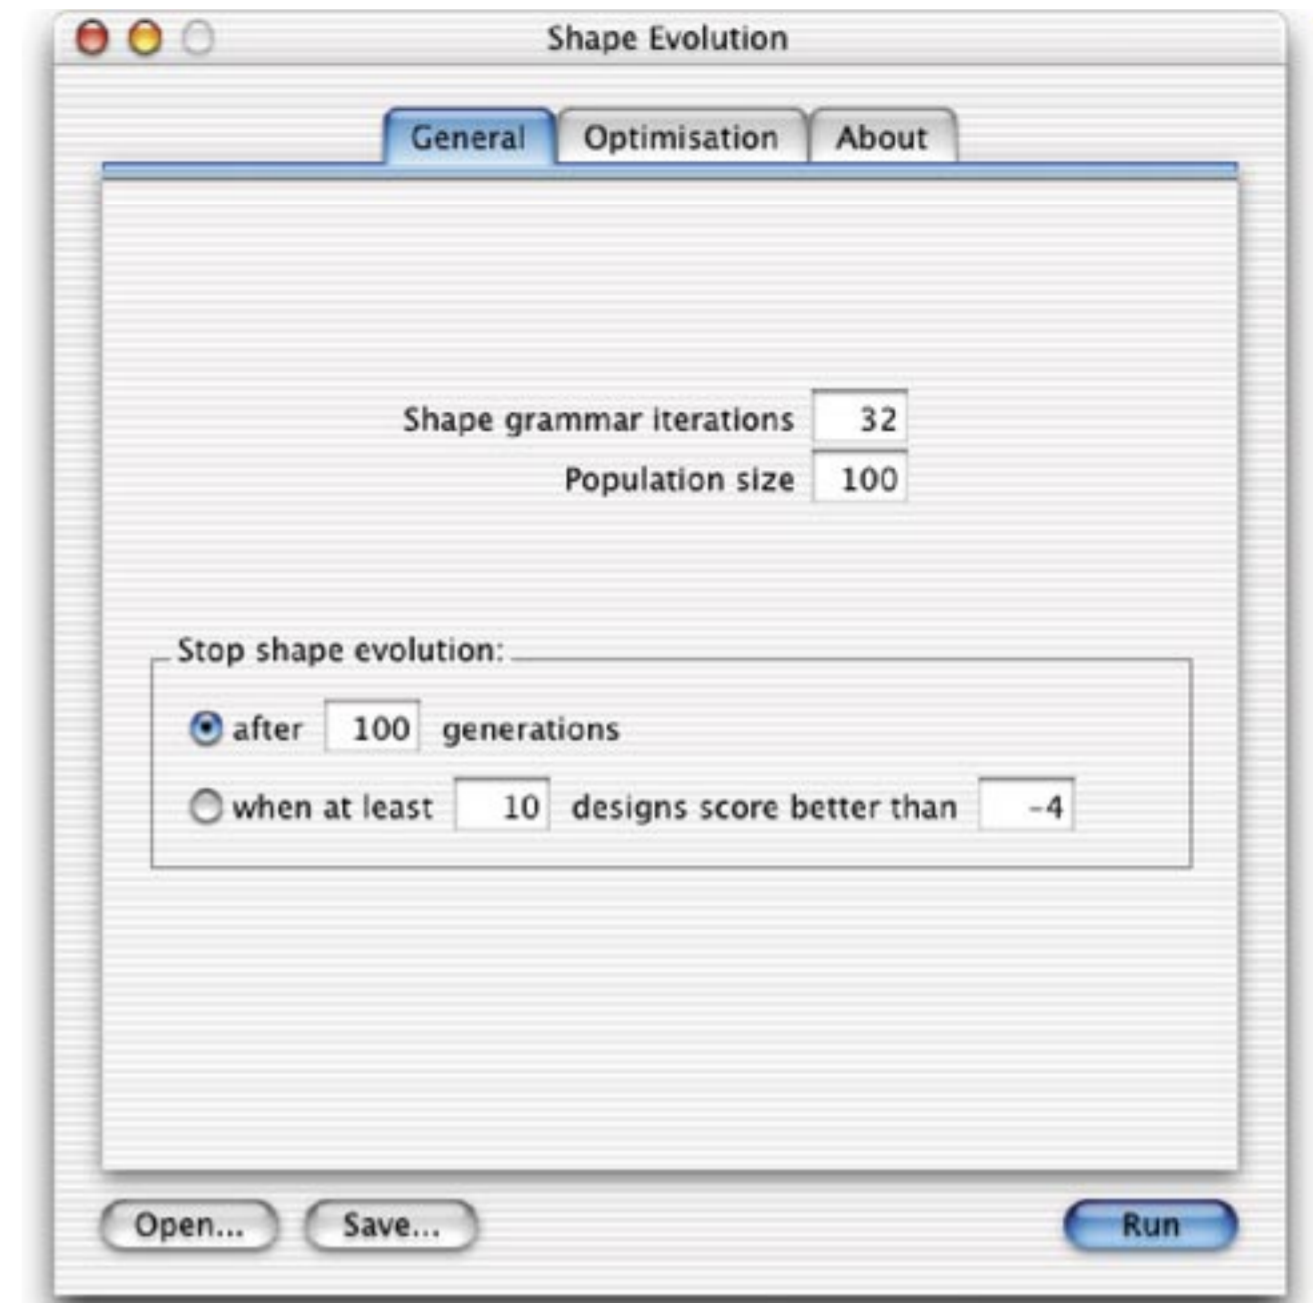 Shape Evolution
General Optimisation About
Shape grammar iterations 32
Population size 100
Stop shape evolution:
after 100 generations
when at least 10 designs score better than -4
Open... Save... Run